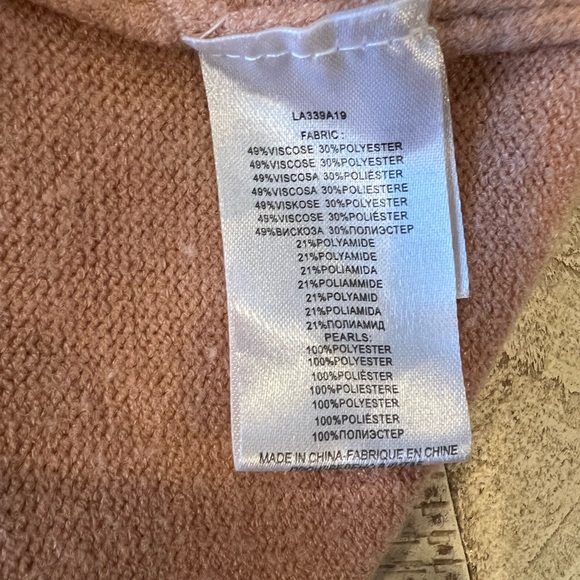 LA339A19
FABRIC :
49%VISCOSE 30%POLYESTER
49%VISCOSE 30%POLYESTER
49%VISCOSA 30%POLIÉSTER
49%VISCOSA 30%POLIESTERE
49%VISKOSE 30%POLYESTER
49%VISCOSE 30%POLIÉSTER
49%ВИСКОЗА 30%ПОЛИЭСТЕР
21%POLYAMIDE
21%POLYAMIDE
21%POLIAMIDA
21%POLIAMMIDE
21%POLYAMID
21%POLIAMIDA
21%ПОЛИАМИД
PEARLS:
100%POLYESTER
100%POLYESTER
100%POLIÉSTER
100%POLIESTERE
100%POLYESTER
100%POLIÉSTER
100%ПОЛИЭСТЕР
MADE IN CHINA-FABRIQUE EN CHINE